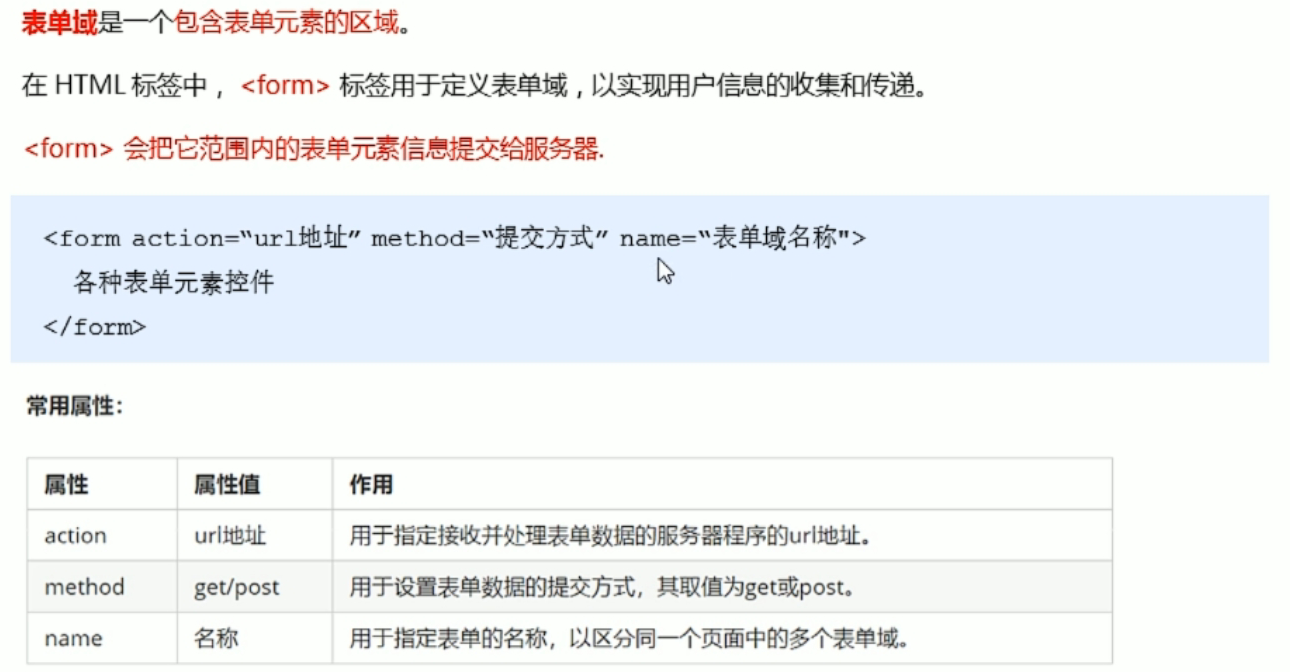 表单域是一个包含表单元素的区域。
在 HTML 标签中，<form> 标签用于定义表单域，以实现用户信息的收集和传递。
<form> 会把它范围内的表单元素信息提交给服务器.
<form action=“url地址” method=“提交方式” name=“表单域名称">
各种表单元素控件
</form>
常用属性：
属性 属性值 作用
action url地址 用于指定接收并处理表单数据的服务器程序的url地址。
method get/post 用于设置表单数据的提交方式，其取值为get或post。
name 名称 用于指定表单的名称，以区分同一个页面中的多个表单域。